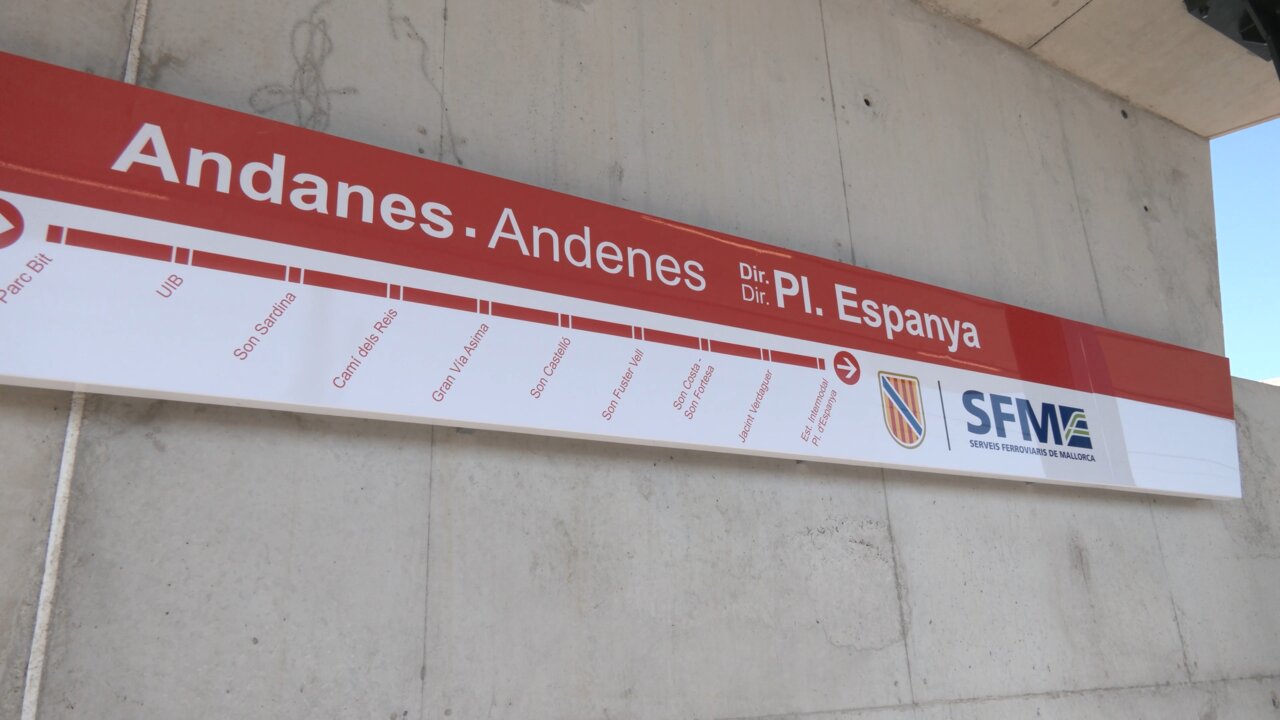 Andanes. Andenes
Dir.
Dir.
Pl. Espanya
Parc Bit
UIB
Son Sardina
Camí dels Reis
Gran Vía Asima
Son Castelló
Son Fuster Vell
Son Costa -
Son Fortesa
Jacint Verdaguer
Est. Intermodal
Pl. d'Espanya
SFM
SERVEIS FERROVIARIS DE MALLORCA